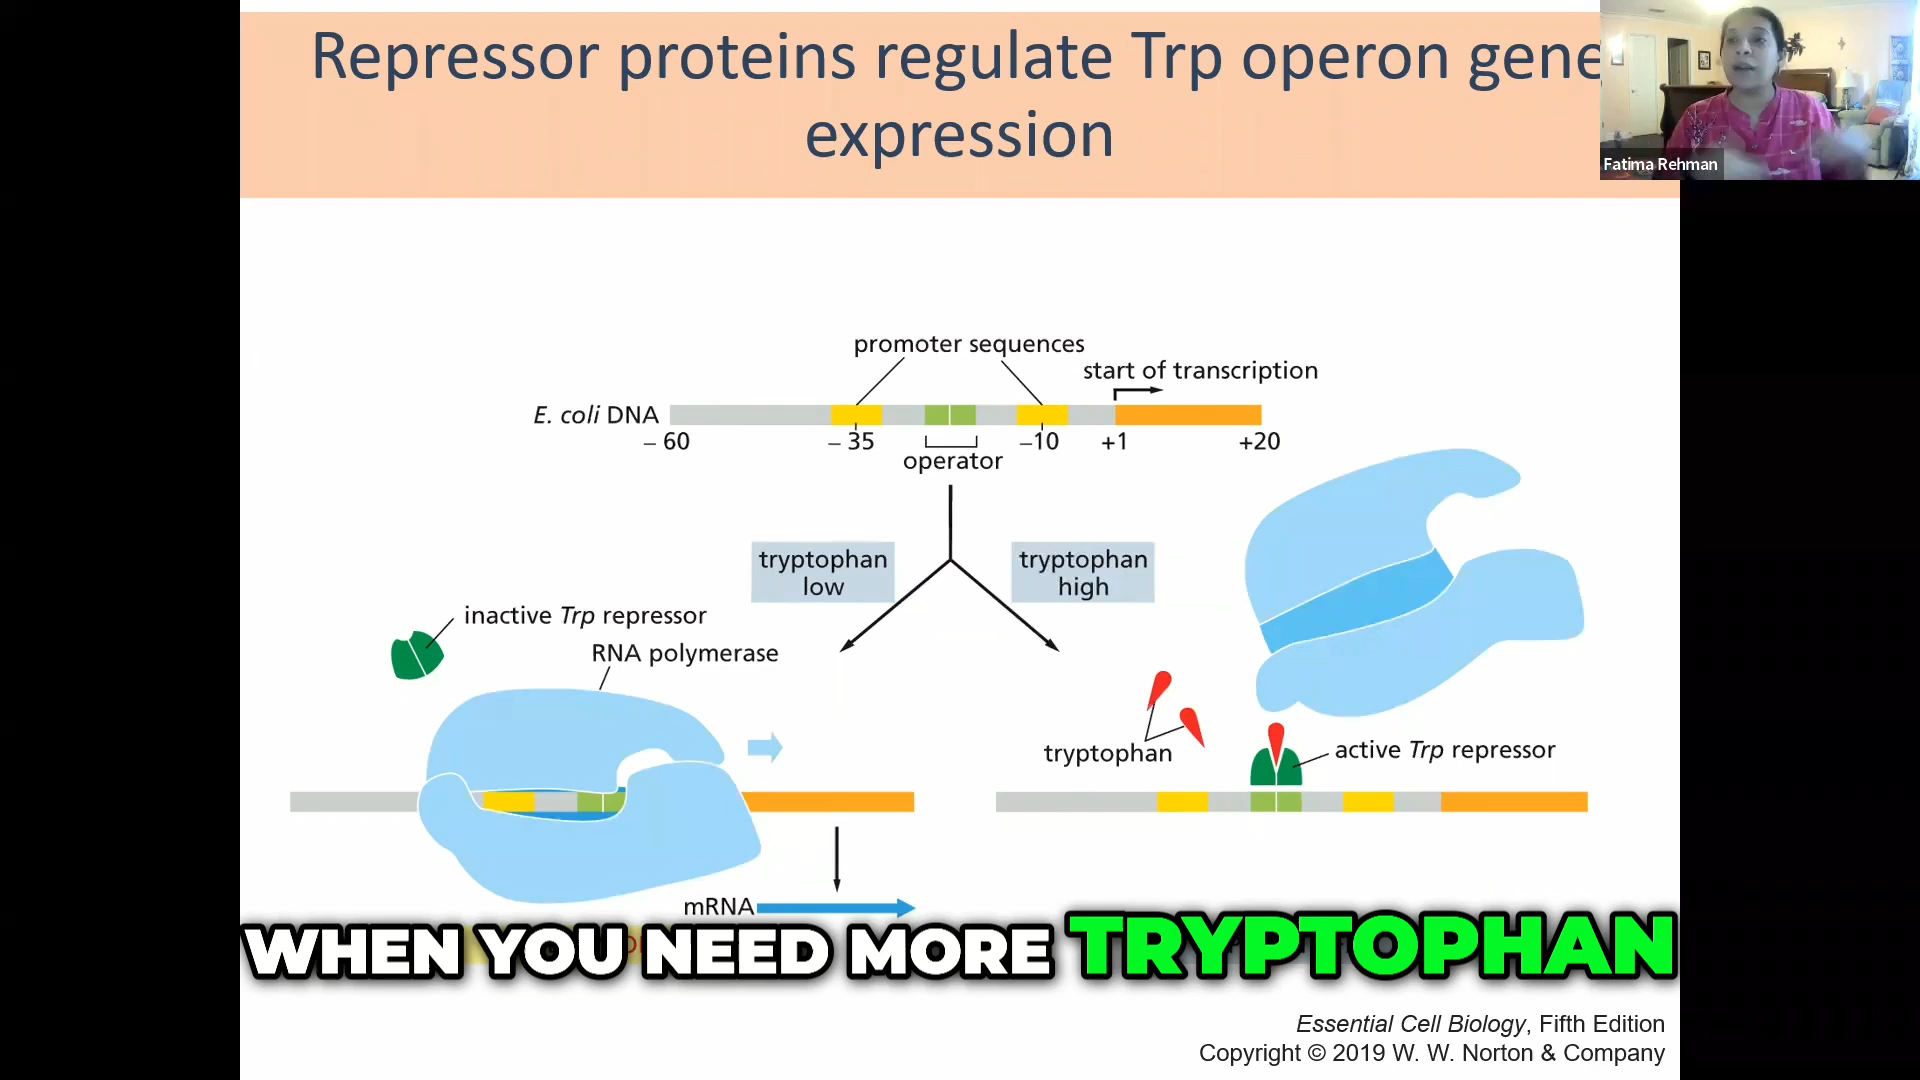 Repressor proteins regulate Trp operon gene
expression
Fatima Rehman
promoter sequences
start of transcription
E. coli DNA
– 60
– 35
–10
+1
+20
operator
tryptophan
low
tryptophan
high
inactive Trp repressor
RNA polymerase
tryptophan
active Trp repressor
mRNA
WHEN YOU NEED MORE TRYPTOPHAN
Essential Cell Biology, Fifth Edition
Copyright © 2019 W. W. Norton & Company